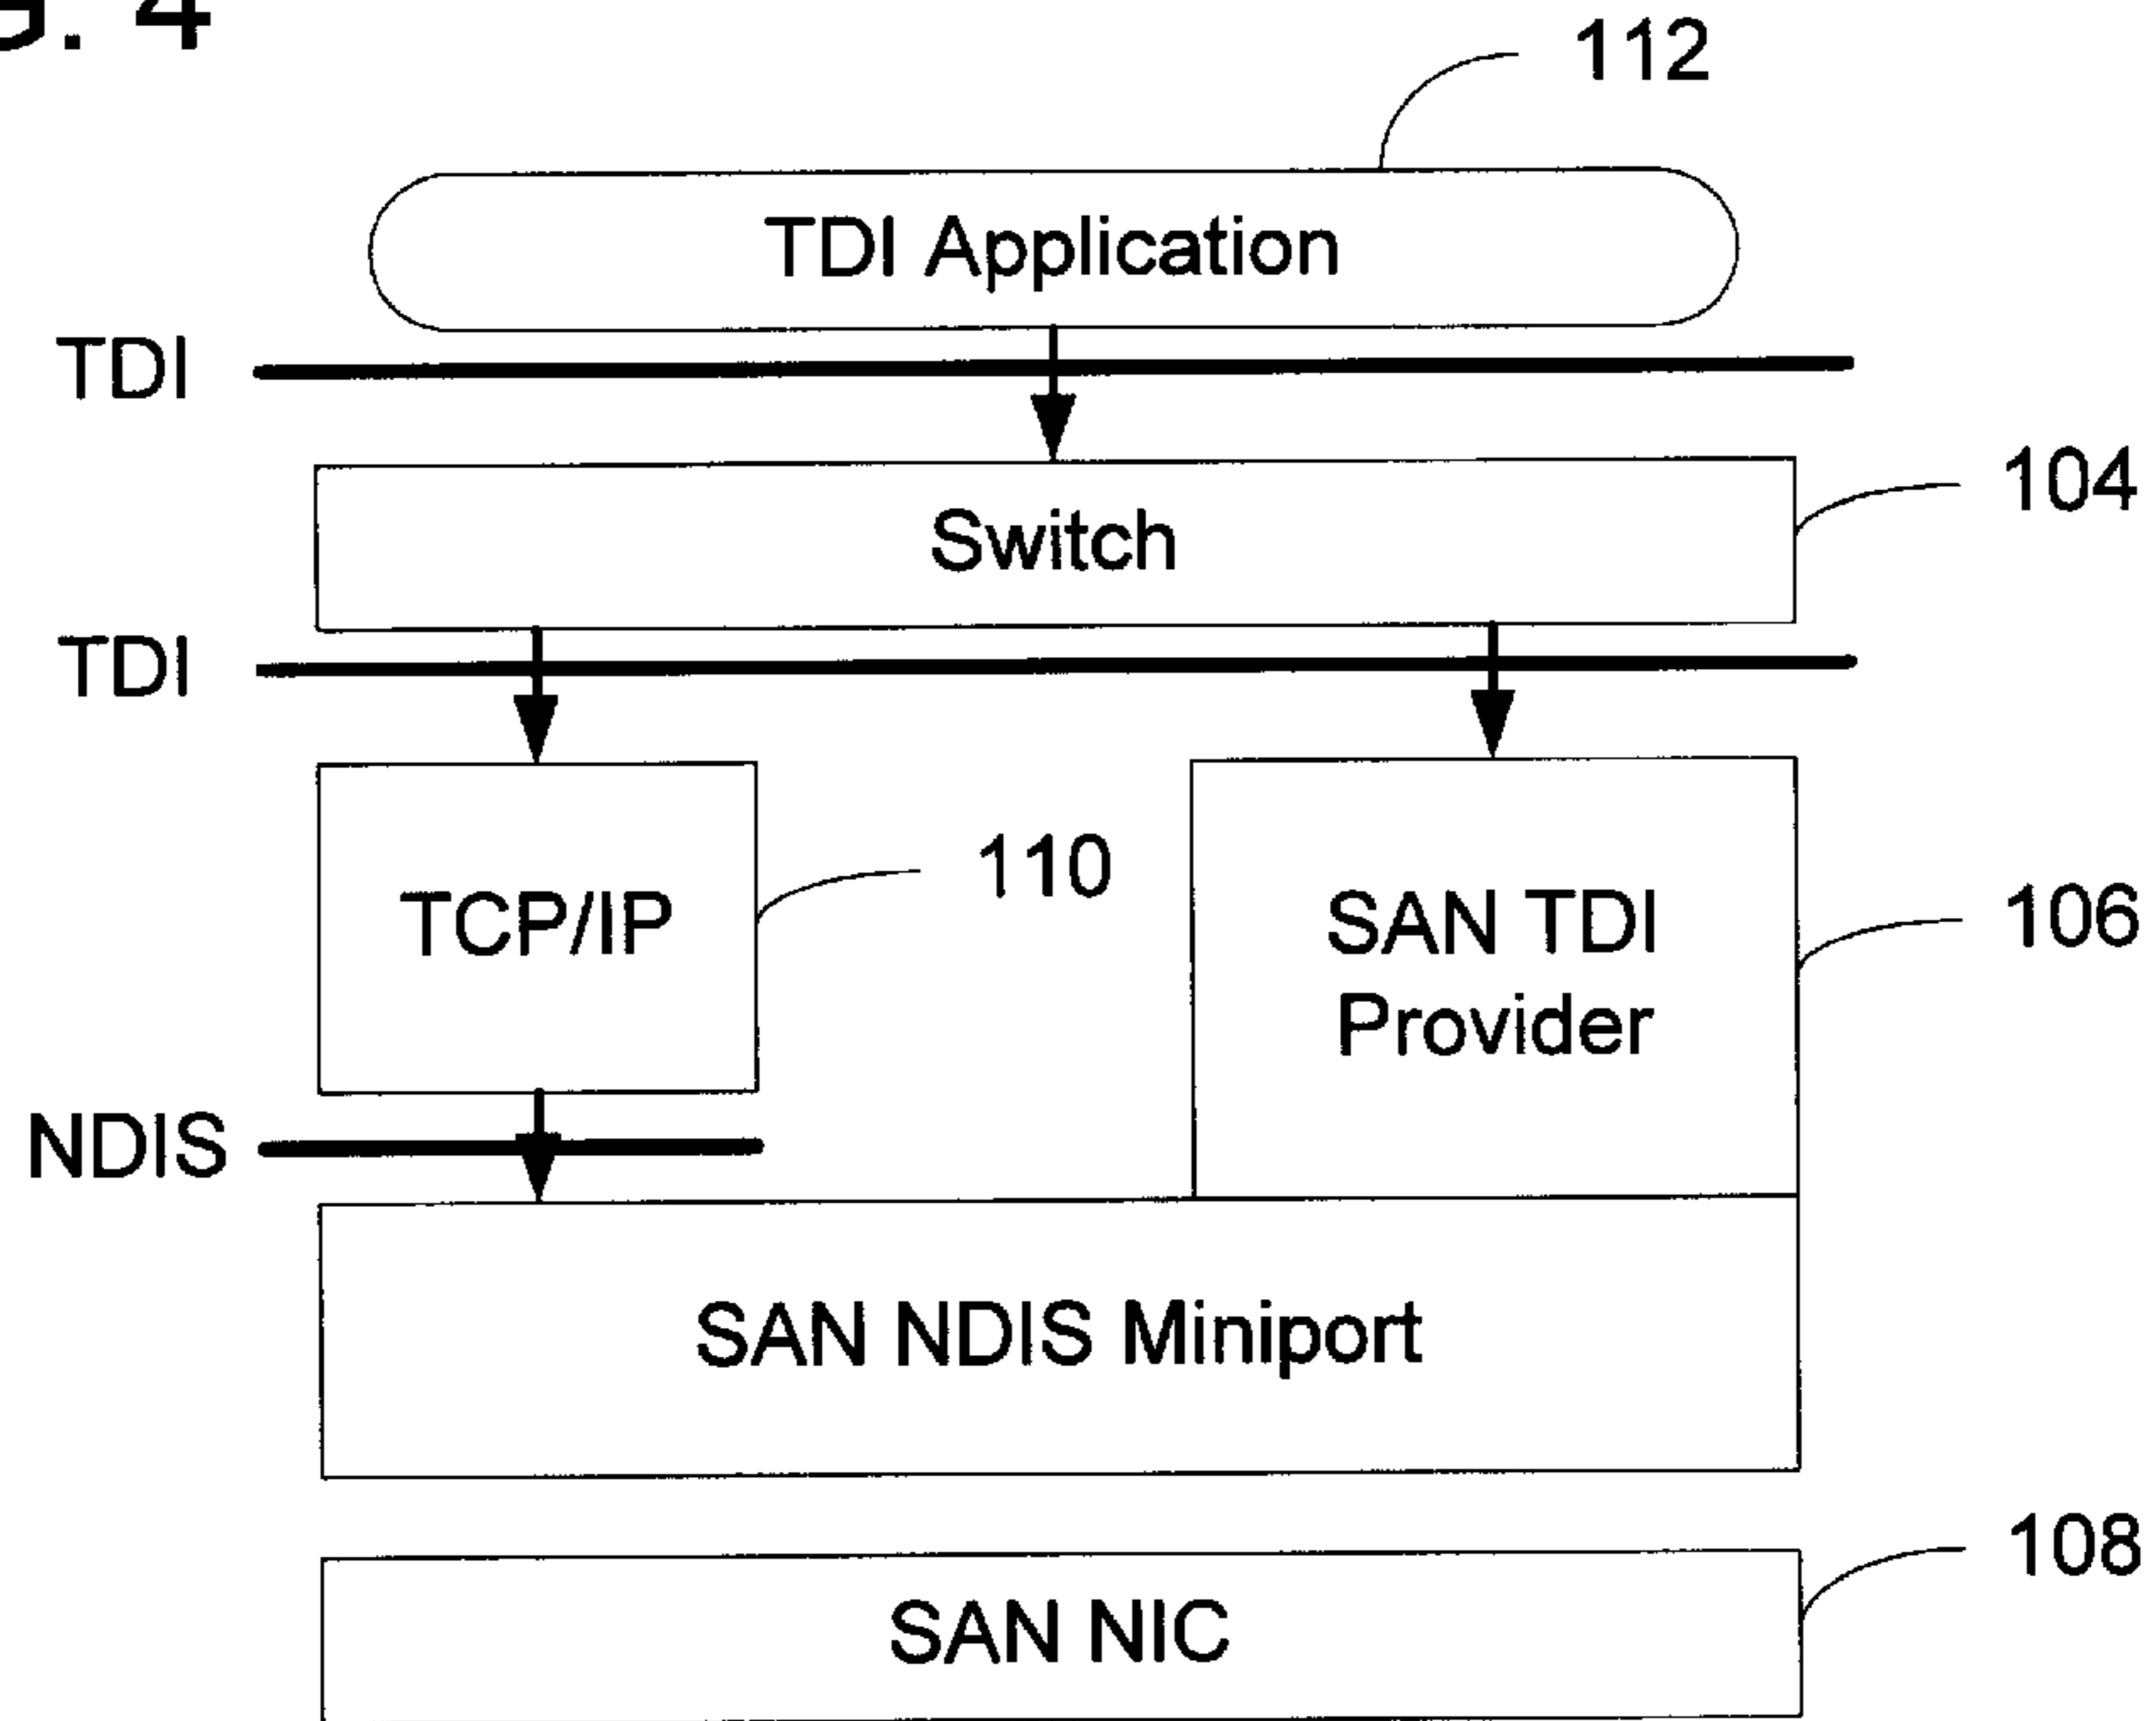 G. 4
112
TDI Application
TDI
104
Switch
TDI
110
TCP/IP
106
SAN TDI
Provider
NDIS
SAN NDIS Miniport
108
SAN NIC